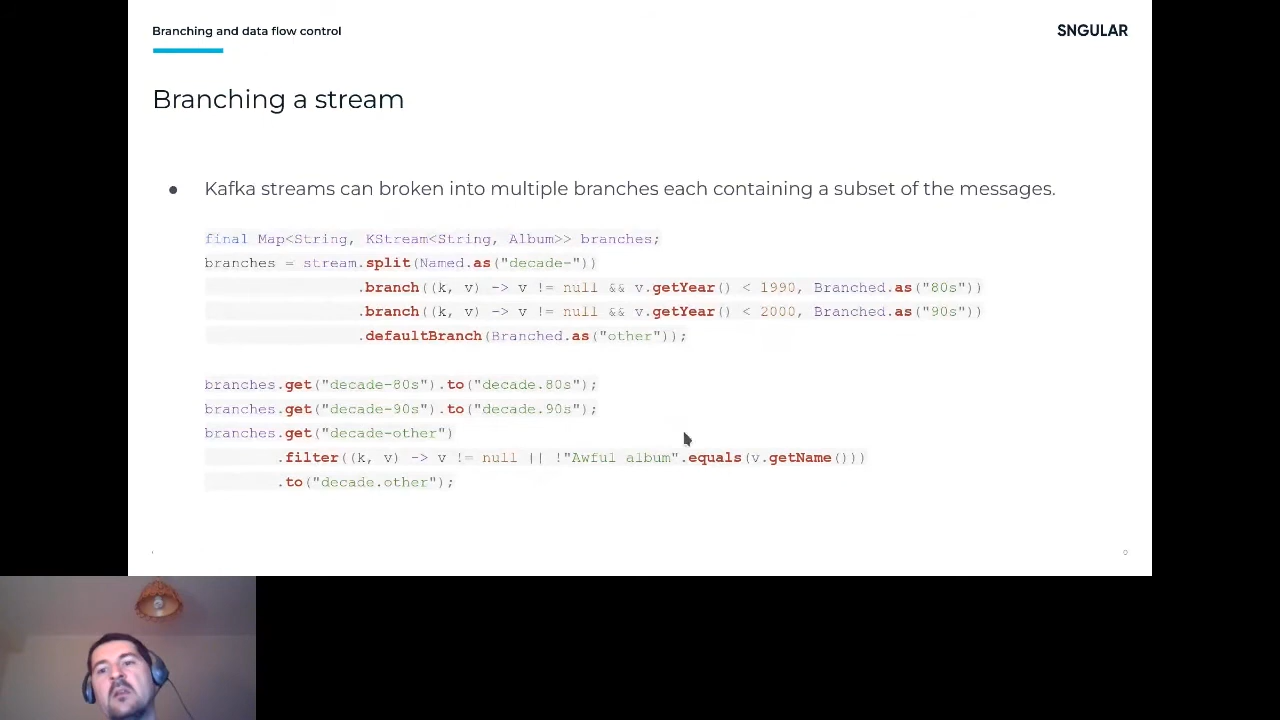 Branching and data flow control
SNGULAR
Branching a stream
● Kafka streams can broken into multiple branches each containing a subset of the messages.
final Map<String, KStream<String, Album>> branches;
branches = stream.split(Named.as("decade-"))
.branch((k, v) -> v != null && v.getYear() < 1990, Branched.as("80s"))
.branch((k, v) -> v != null && v.getYear() < 2000, Branched.as("90s"))
.defaultBranch(Branched.as("other"));
branches.get("decade-80s").to("decade.80s");
branches.get("decade-90s").to("decade.90s");
branches.get("decade-other")
.filter((k, v) -> v != null || !"Awful album".equals(v.getName()))
.to("decade.other");